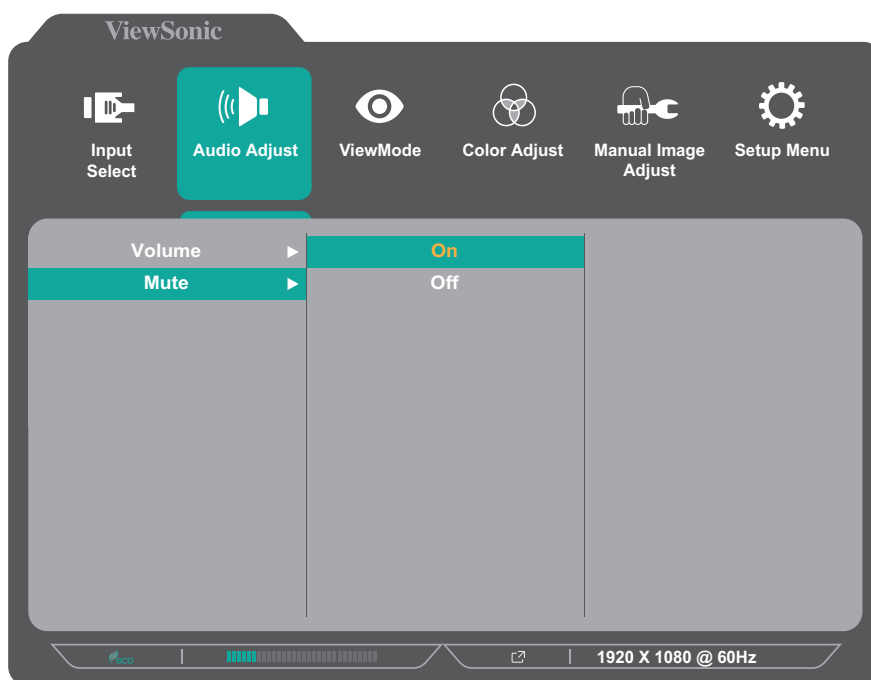 ViewSonic
Input
Select
Audio Adjust
ViewMode
Color Adjust
Manual Image
Adjust
Setup Menu
Volume
On
Mute
Off
eco
1920 X 1080 @ 60Hz